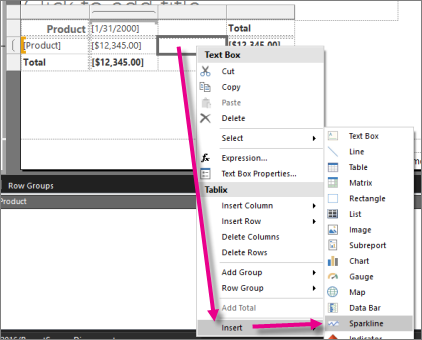 Click to add title
Product [1/31/2000] Total
[Product] [$12,345.00] [$12,345.00]
Total [$12,345.00]
Text Box
Cut
Copy
Paste
Delete
Select
fx Expression...
Text Box Properties...
Tablix
Insert Column
Insert Row
Delete Columns
Delete Rows
Add Group
Row Group
Add Total
Insert
Text Box
Line
Table
Matrix
Rectangle
List
Image
Subreport
Chart
Gauge
Map
Data Bar
Sparkline
Indicator
Row Groups
Product